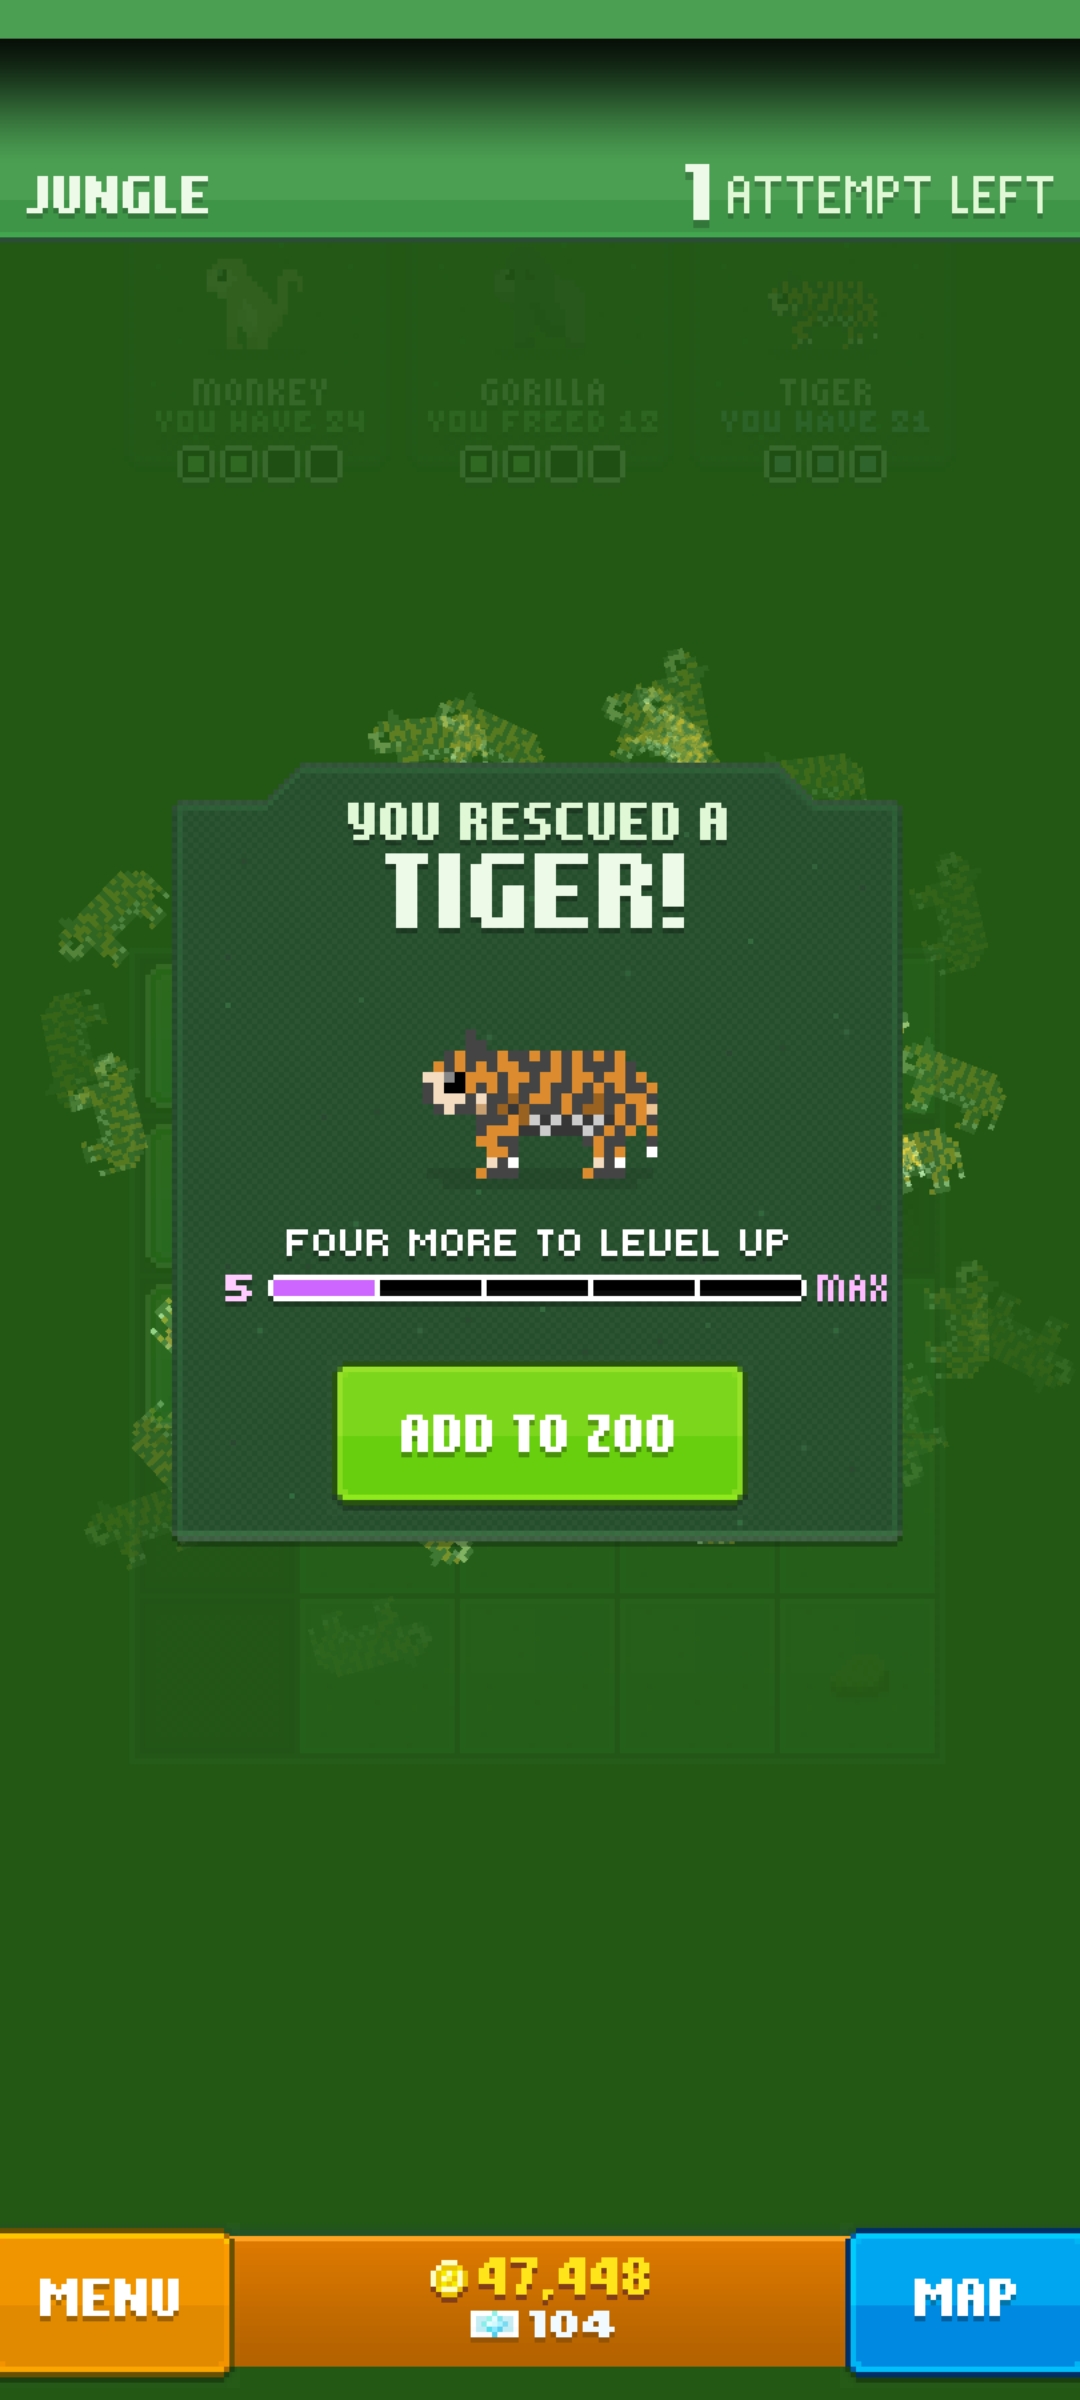 JUNGLE
1 ATTEMPT LEFT
MONKEY
YOU HAVE 24
GORILLA
YOU FREED 12
TIGER
YOU HAVE 21
YOU RESCUED A
TIGER!
FOUR MORE TO LEVEL UP
5 MAX
ADD TO ZOO
MENU
47,448
104
MAP